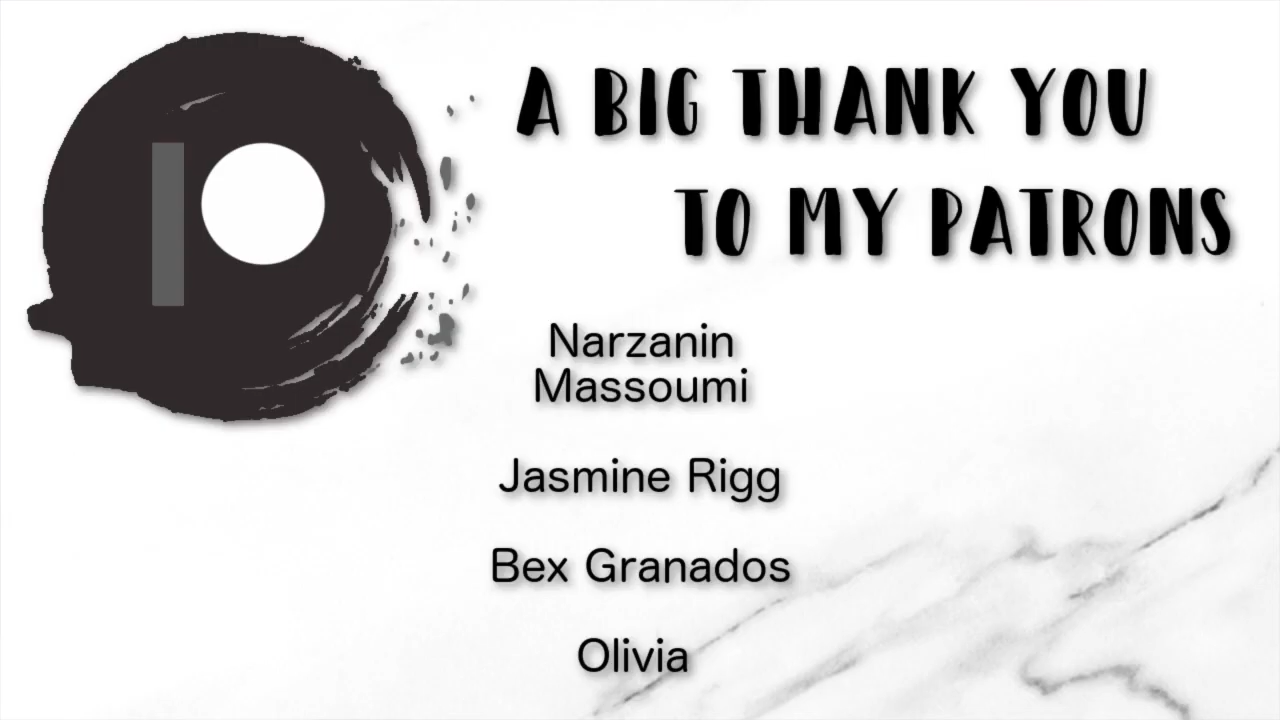 A BIG THANK YOU
TO MY PATRONS
Narzanin
Massoumi
Jasmine Rigg
Bex Granados
Olivia